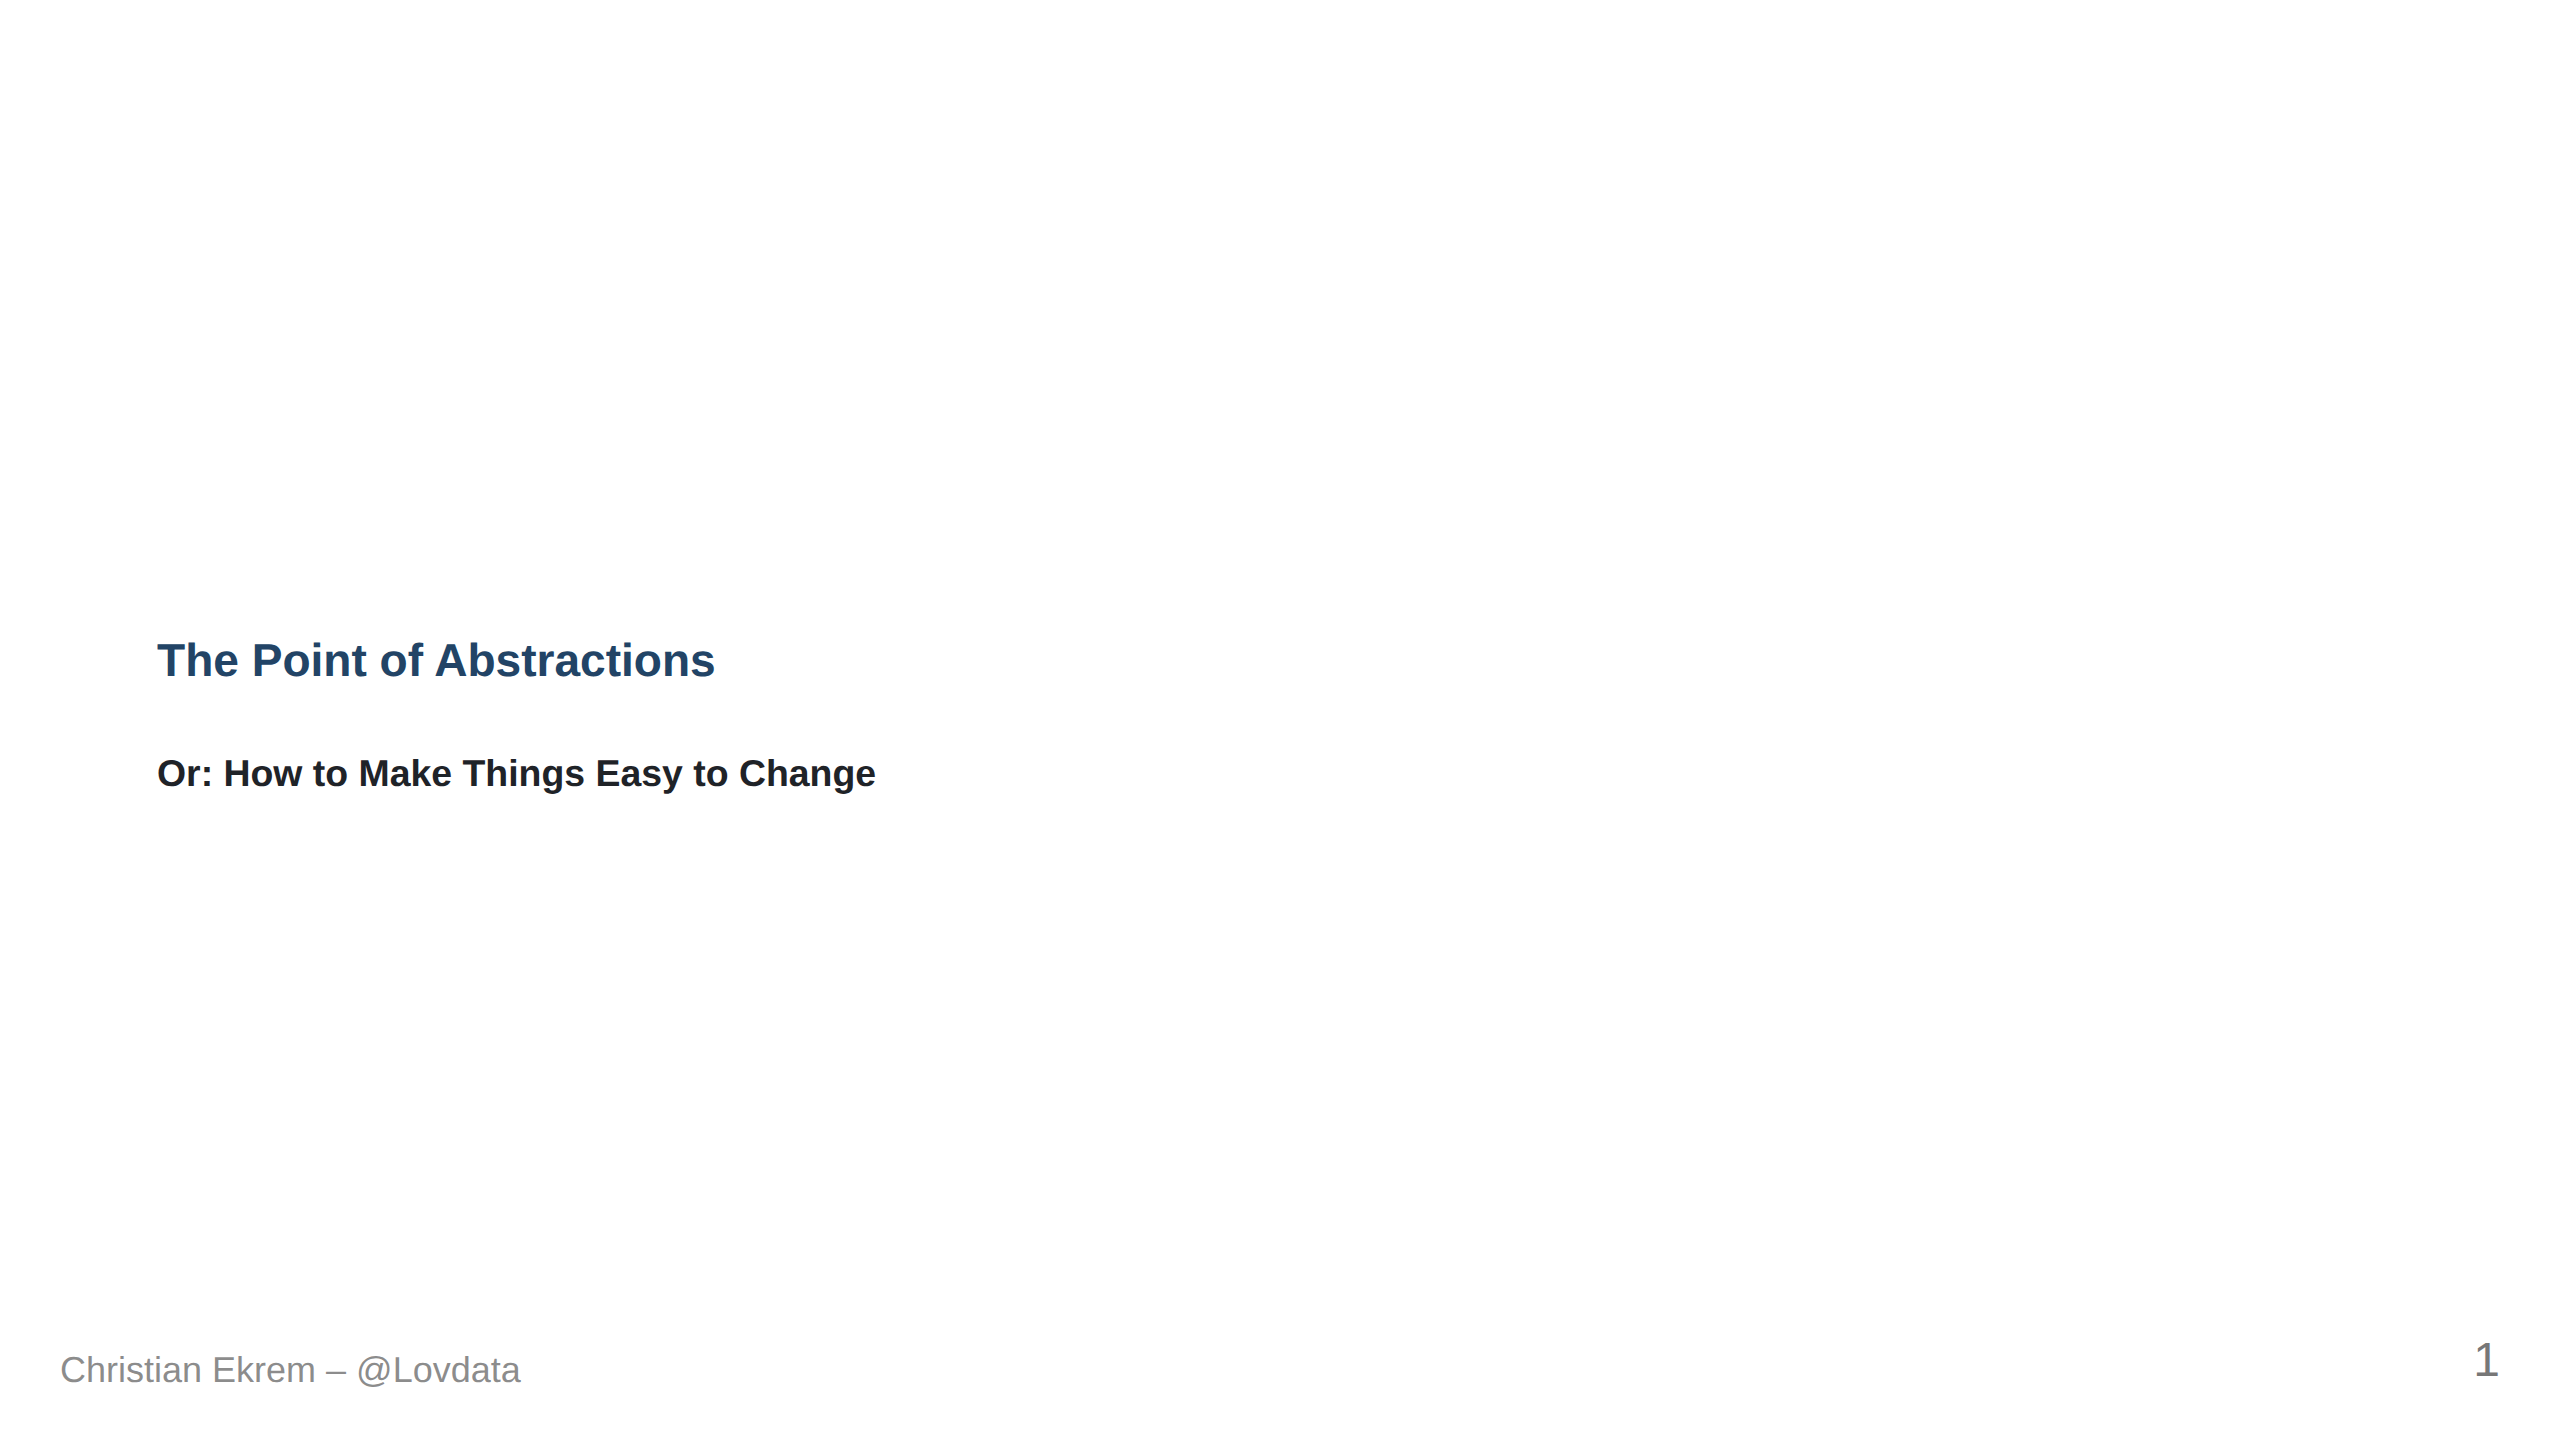 The Point of Abstractions
Or: How to Make Things Easy to Change
Christian Ekrem – @Lovdata
1